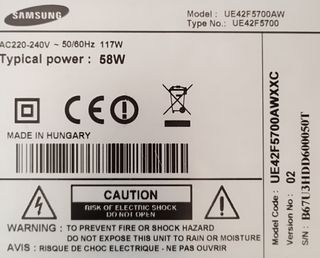 SAMSUNG
Model : UE42F5700AW
Type No.: UE42F5700
AC220-240V ~ 50/60Hz 117W
Typical power : 58W
CE
MADE IN HUNGARY
CAUTION
RISK OF ELECTRIC SHOCK
DO NOT OPEN
WARNING : TO PREVENT FIRE OR SHOCK HAZARD
DO NOT EXPOSE THIS UNIT TO RAIN OR MOISTURE
AVIS : RISQUE DE CHOC ELECTRIQUE - NE PAS OUVRIR
Model Code : UE42F5700AWXXC
Version No : 02
S/N : B67U3HDD600050T